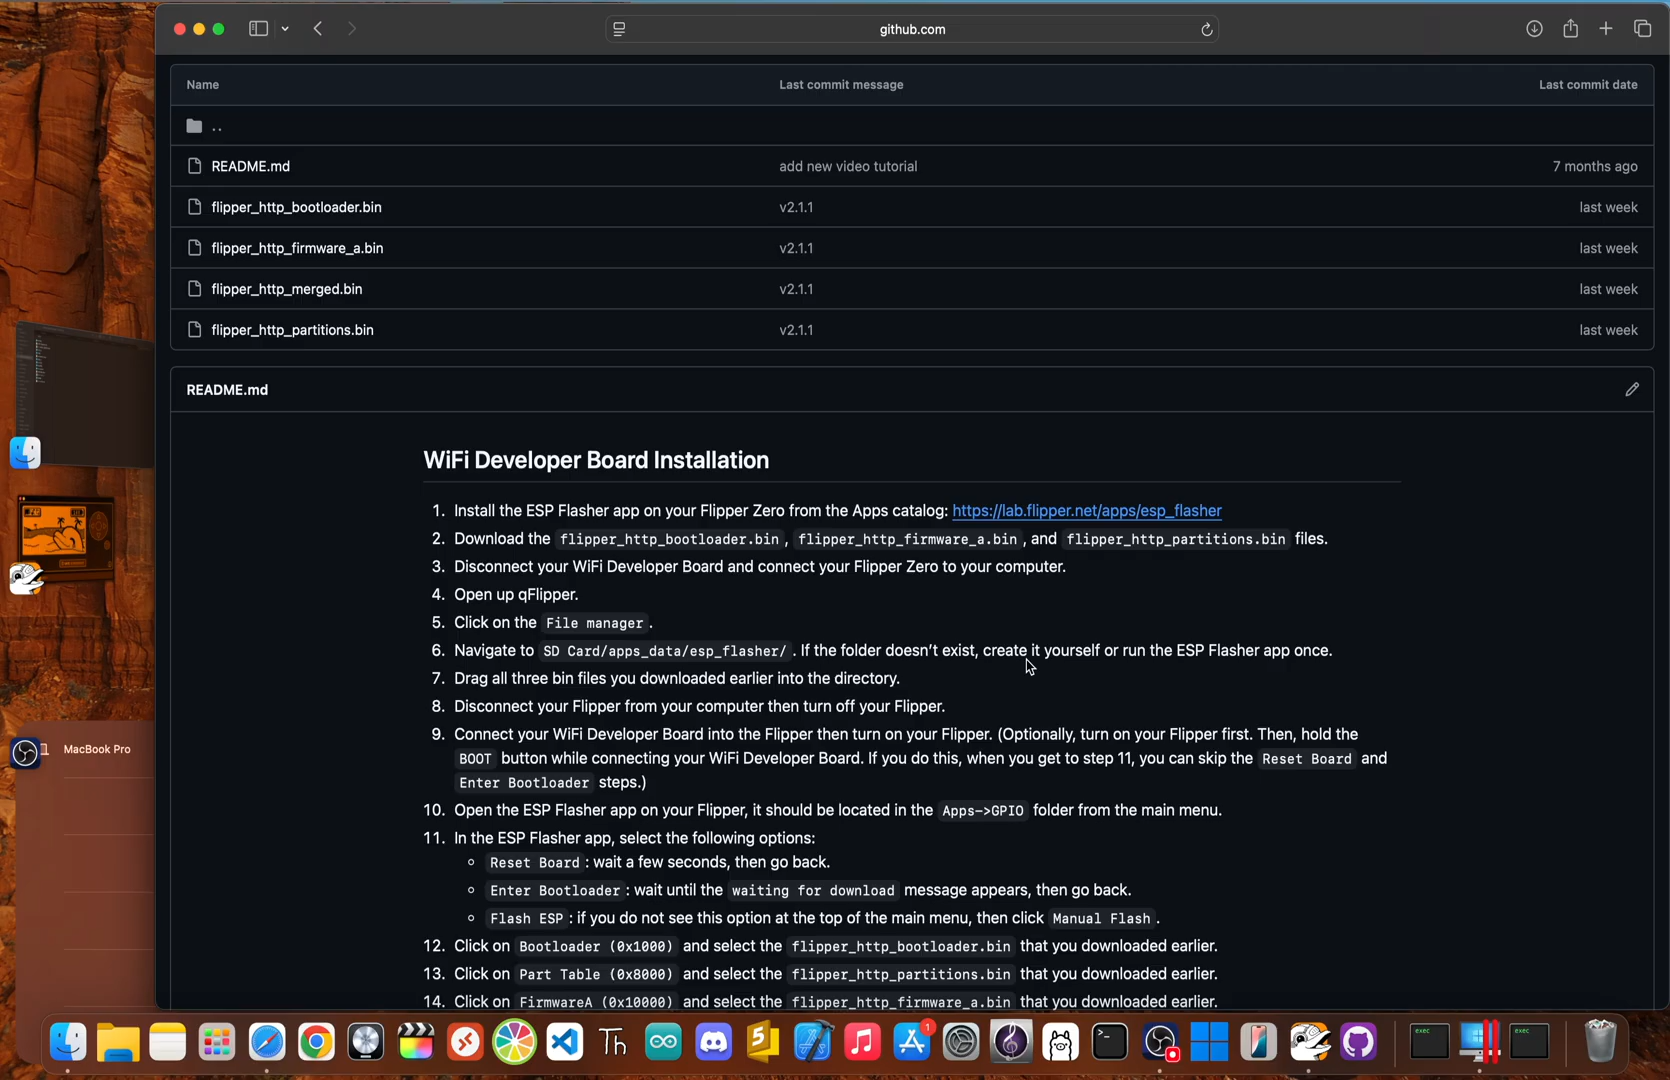 github.com
Name Last commit message Last commit date
..
README.md add new video tutorial 7 months ago
flipper_http_bootloader.bin v2.1.1 last week
flipper_http_firmware_a.bin v2.1.1 last week
flipper_http_merged.bin v2.1.1 last week
flipper_http_partitions.bin v2.1.1 last week
README.md
WiFi Developer Board Installation
1. Install the ESP Flasher app on your Flipper Zero from the Apps catalog: https://lab.flipper.net/apps/esp_flasher
2. Download the flipper_http_bootloader.bin , flipper_http_firmware_a.bin , and flipper_http_partitions.bin files.
3. Disconnect your WiFi Developer Board and connect your Flipper Zero to your computer.
4. Open up qFlipper.
5. Click on the File manager .
6. Navigate to SD Card/apps_data/esp_flasher/ . If the folder doesn't exist, create it yourself or run the ESP Flasher app once.
7. Drag all three bin files you downloaded earlier into the directory.
8. Disconnect your Flipper from your computer then turn off your Flipper.
9. Connect your WiFi Developer Board into the Flipper then turn on your Flipper. (Optionally, turn on your Flipper first. Then, hold the
BOOT button while connecting your WiFi Developer Board. If you do this, when you get to step 11, you can skip the Reset Board and
Enter Bootloader steps.)
MacBook Pro
10. Open the ESP Flasher app on your Flipper, it should be located in the Apps->GPIO folder from the main menu.
11. In the ESP Flasher app, select the following options:
Reset Board : wait a few seconds, then go back.
Enter Bootloader : wait until the waiting for download message appears, then go back.
Flash ESP : if you do not see this option at the top of the main menu, then click Manual Flash .
12. Click on Bootloader (0x1000) and select the flipper_http_bootloader.bin that you downloaded earlier.
13. Click on Part Table (0x8000) and select the flipper_http_partitions.bin that you downloaded earlier.
14. Click on FirmwareA (0x10000) and select the flipper_http_firmware_a.bin that you downloaded earlier.
Th 5 1 exec exec